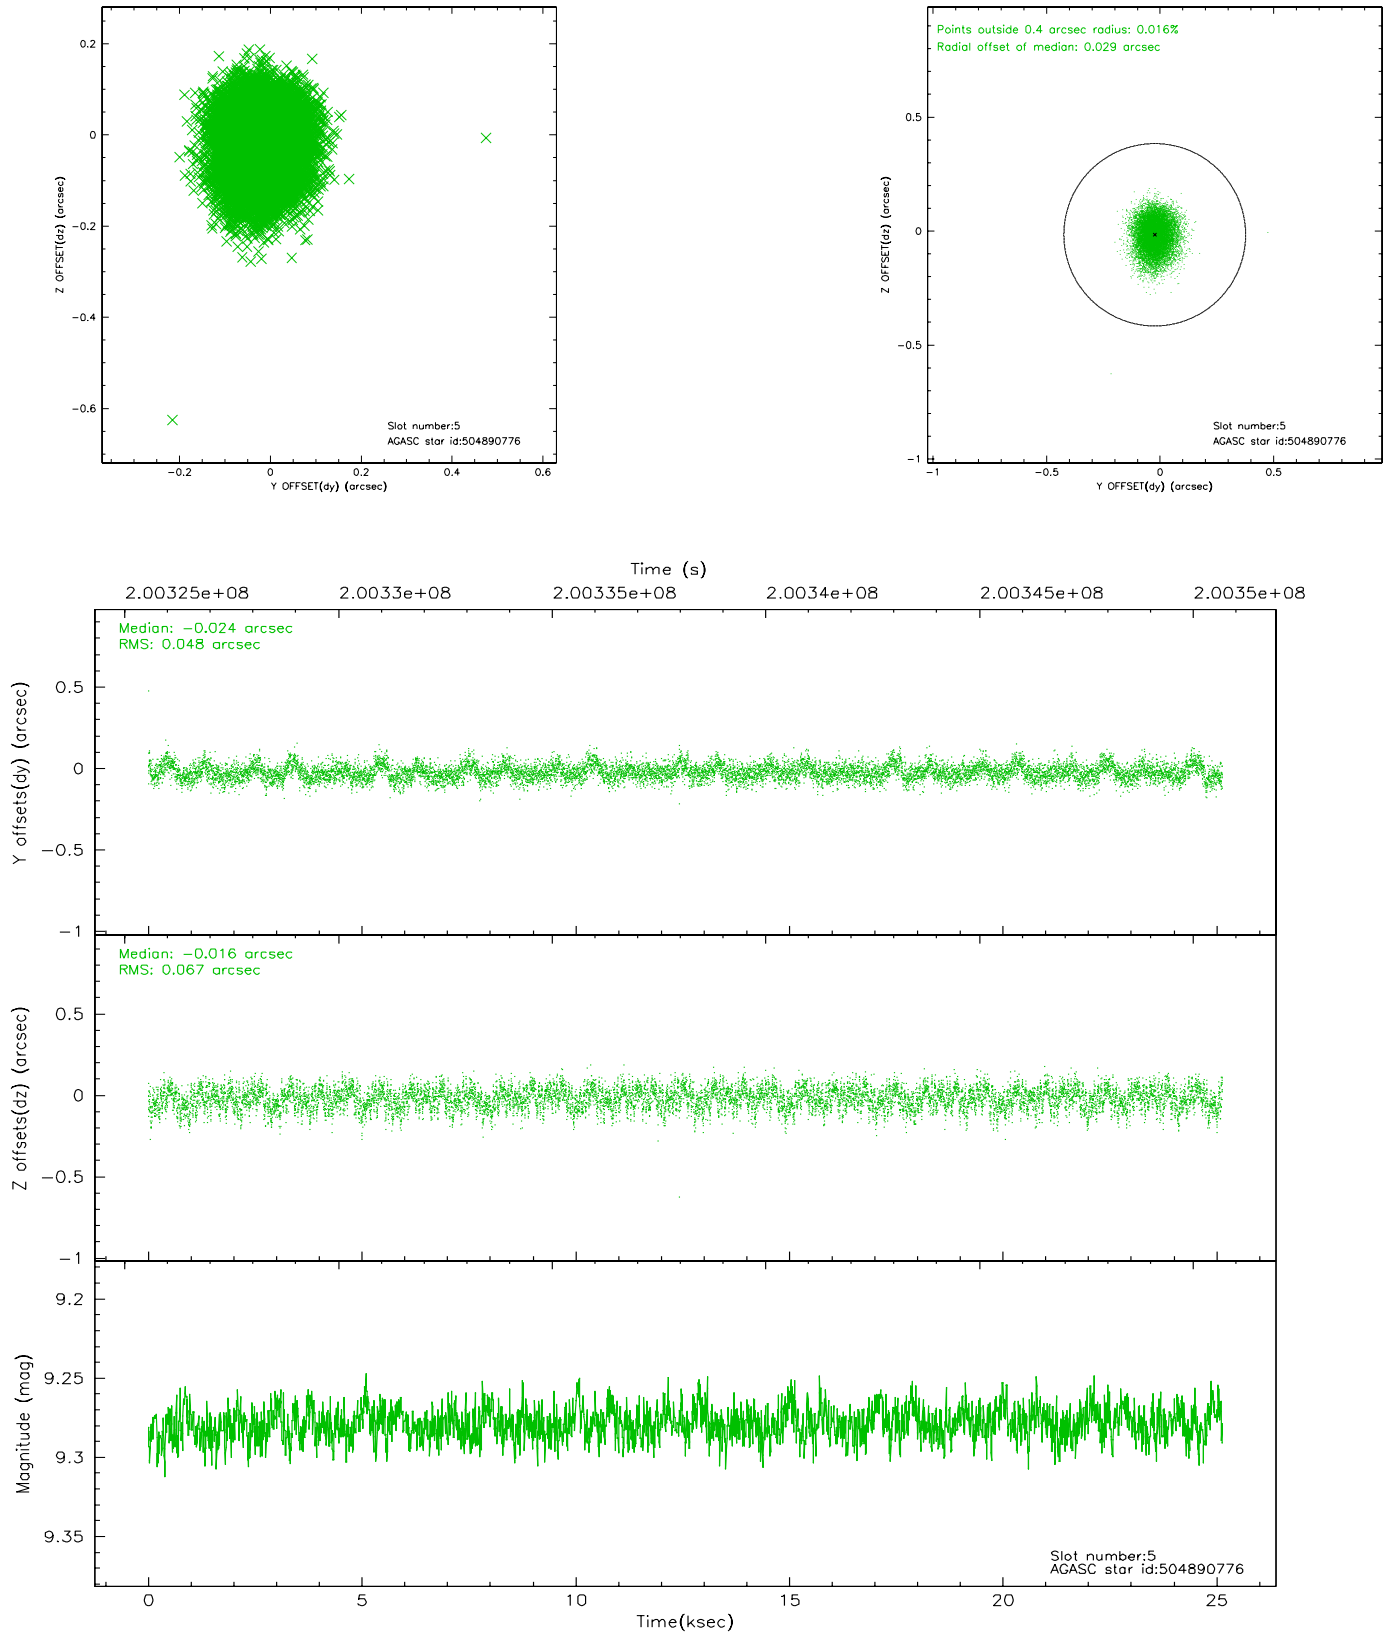 0.2
0
−0.2
−0.4
−0.6
Z OFFSET(dz) (arcsec)
Slot number:5
AGASC star id:504890776
−0.2 0 0.2 0.4 0.6
Y OFFSET(dy) (arcsec)
Points outside 0.4 arcsec radius: 0.016%
Radial offset of median: 0.029 arcsec
0.5
0
−0.5
−1
Z OFFSET(dz) (arcsec)
Slot number:5
AGASC star id:504890776
−1 −0.5 0 0.5
Y OFFSET(dy) (arcsec)
Time (s)
2.00325e+08 2.0033e+08 2.00335e+08 2.0034e+08 2.00345e+08 2.0035e+08
Median: −0.024 arcsec
RMS: 0.048 arcsec
0.5
0
−0.5
−1
Y offsets(dy) (arcsec)
Median: −0.016 arcsec
RMS: 0.067 arcsec
0.5
0
−0.5
−1
Z offsets(dz) (arcsec)
9.2
9.25
9.3
9.35
Magnitude (mag)
Slot number:5
AGASC star id:504890776
0 5 10 15 20 25
Time(ksec)